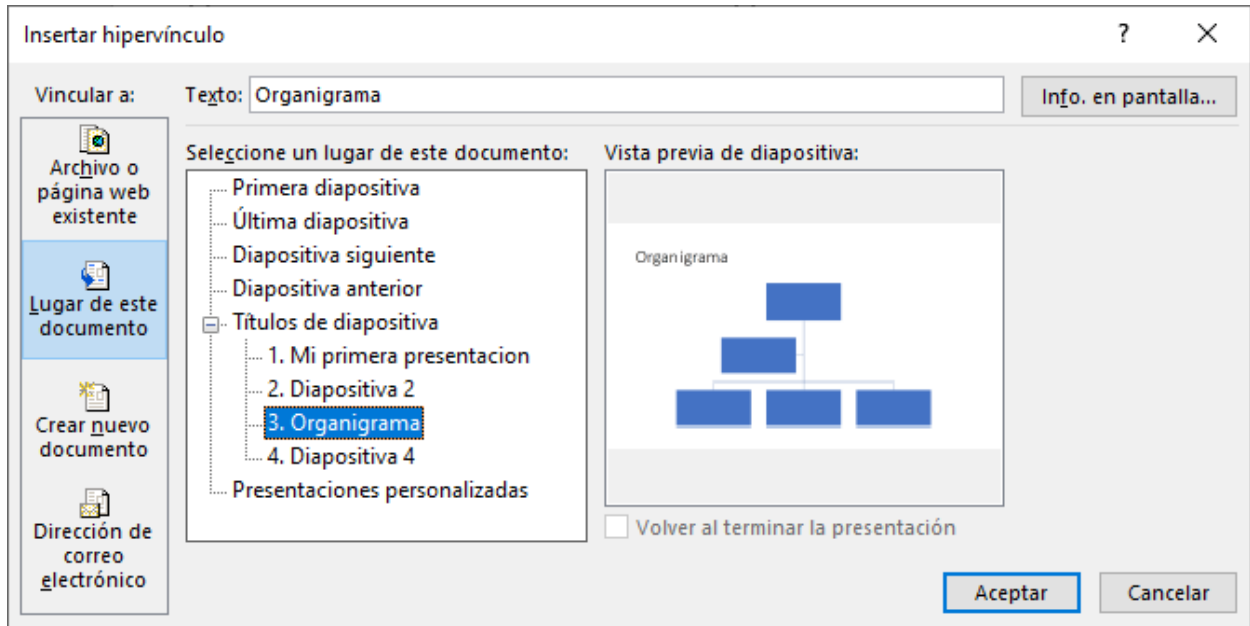 Insertar hipervínculo
?
Vincular a:
Texto: Organigrama
Info. en pantalla...
Archivo o
página web
existente
Lugar de este
documento
Crear nuevo
documento
Dirección de
correo
electrónico
Seleccione un lugar de este documento:
Primera diapositiva
Última diapositiva
Diapositiva siguiente
Diapositiva anterior
Títulos de diapositiva
1. Mi primera presentacion
2. Diapositiva 2
3. Organigrama
4. Diapositiva 4
Presentaciones personalizadas
Vista previa de diapositiva:
Organigrama
Volver al terminar la presentación
Aceptar
Cancelar